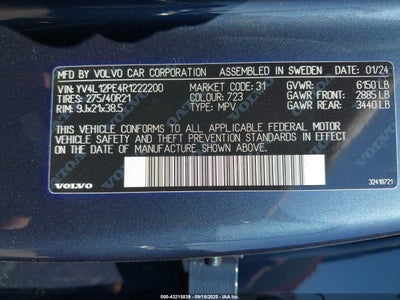 MFD BY VOLVO CAR CORPORATION ASSEMBLED IN SWEDEN 01/24
VIN: YV4L12PE4R1222200 MARKET CODE: 31 GVWR: 6150 LB
TIRES: 275/40R21 COLOUR: 723 GAWR FRONT: 2885 LB
RIM: 9Jx21x38.5 TYPE: MPV GAWR REAR: 3440 LB
THIS VEHICLE CONFORMS TO ALL APPLICABLE FEDERAL MOTOR
VEHICLE SAFETY AND THEFT PREVENTION STANDARDS IN EFFECT
ON THE DATE OF MANUFACTURE SHOWN ABOVE.
VOLVO
32418721
000-43215839 - 09/15/2025 - © IAA, Inc.